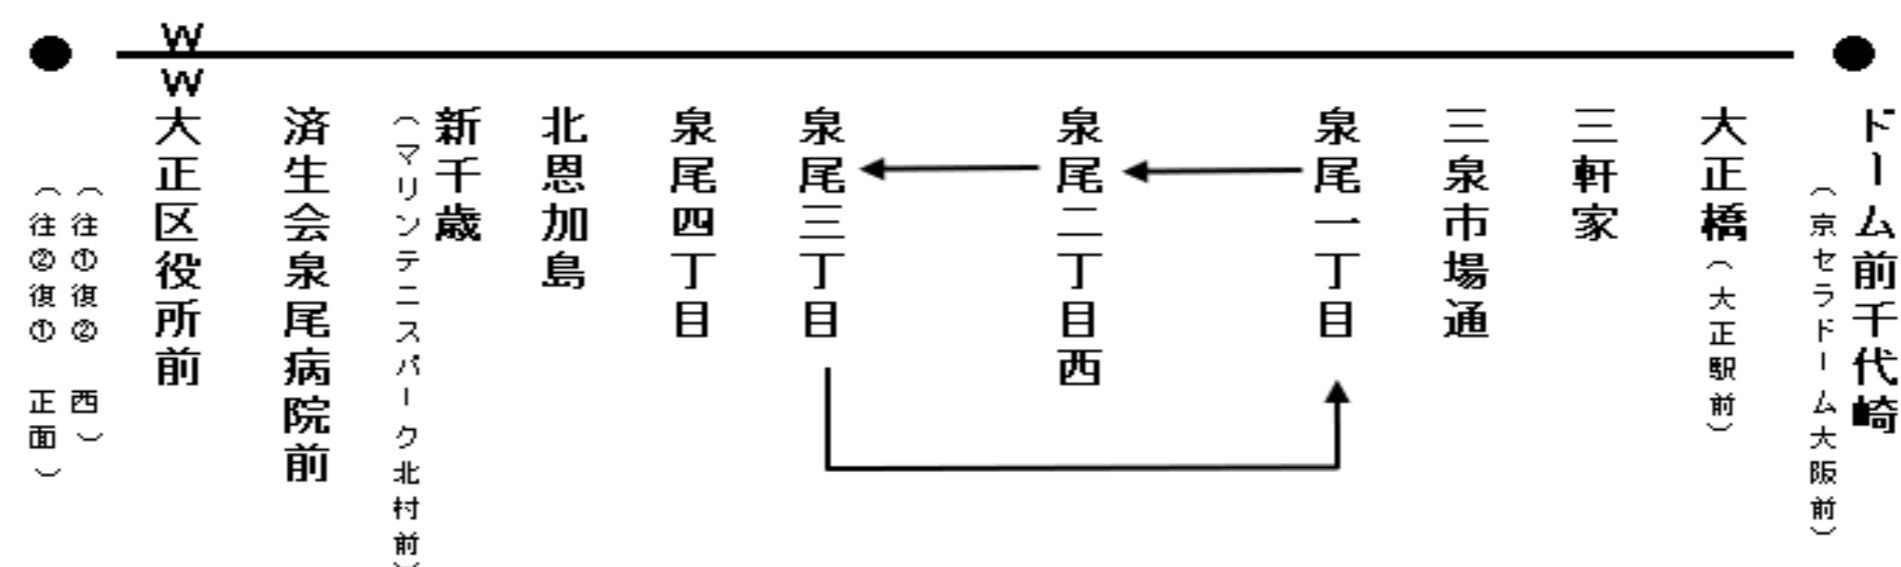 ドーム前千代崎
（京セラドーム大阪前）
大正橋（大正駅前）
三軒家
三泉市場通
泉尾一丁目
泉尾二丁目西
泉尾三丁目
泉尾四丁目
北恩加島
新千歳
（マリンテニスパーク北村前）
済生会泉尾病院前
W
W
大正区役所前
（往①復② 西）
（往②復① 正面）